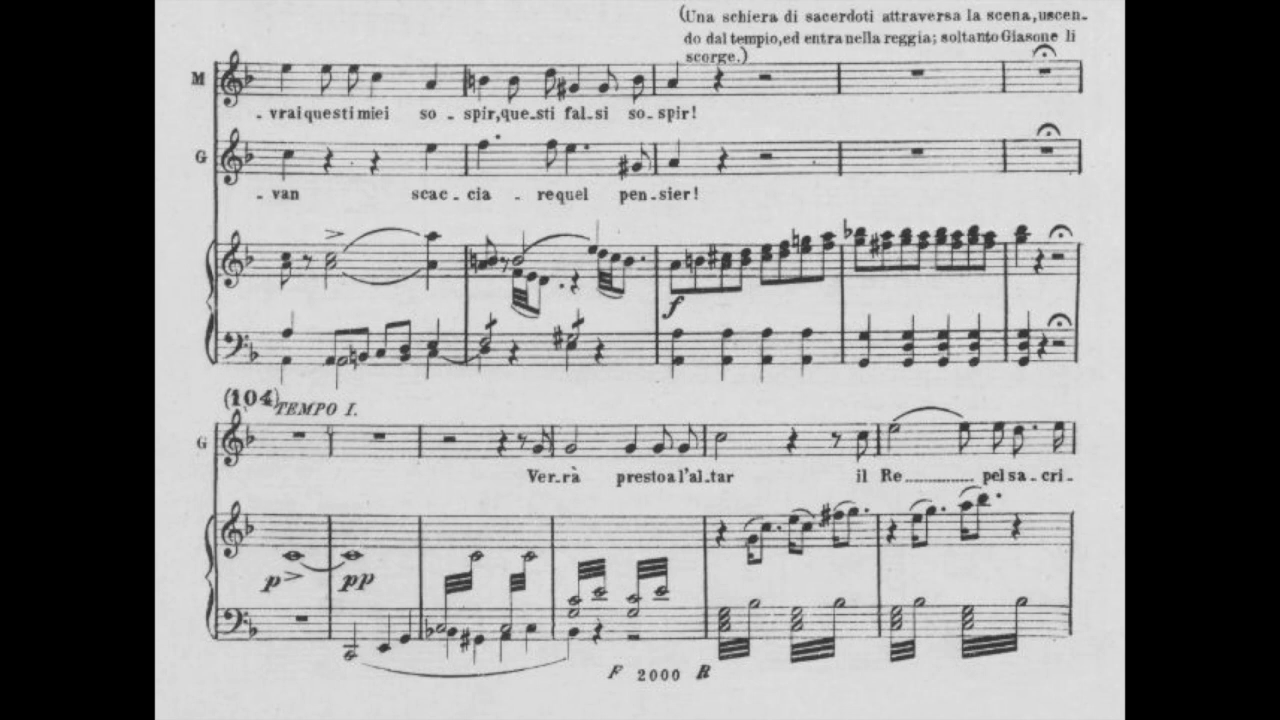 (Una schiera di sacerdoti attraversa la scena, uscen-
do dal tempio, ed entra nella reggia; soltanto Giasone li
scorge.)
M
- vrai questi miei so - spir, que - sti fal - si so - spir!
G
- van scac - cia - re quel pen - sier!
f
(104) TEMPO I.
G
Ver - rà presto a l'al - tar il Re............ pel sa - cri -
p pp
F 2000 R